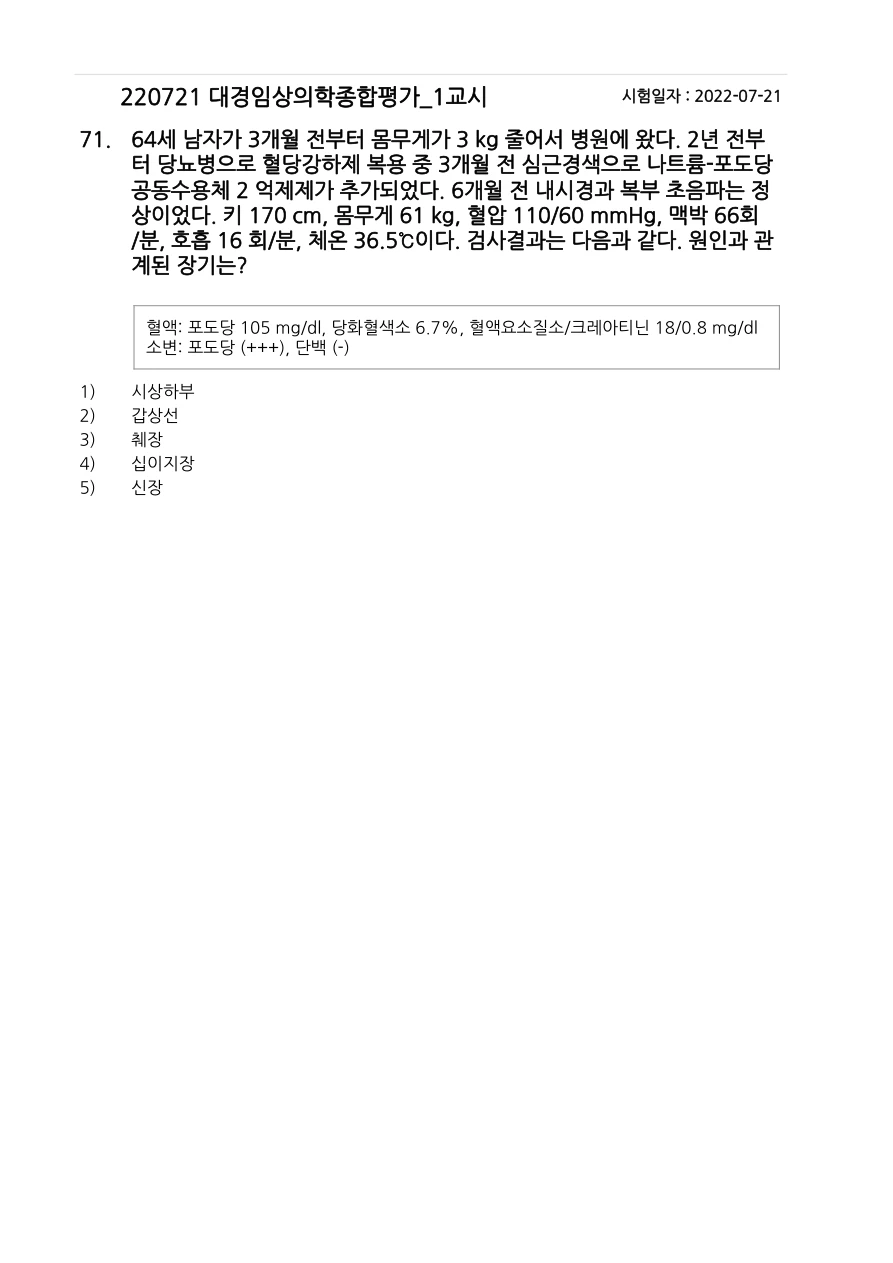 220721 대경임상의학종합평가_1교시 시험일자 : 2022-07-21
71. 64세 남자가 3개월 전부터 몸무게가 3 kg 줄어서 병원에 왔다. 2년 전부
터 당뇨병으로 혈당강하제 복용 중 3개월 전 심근경색으로 나트륨-포도당
공동수용체 2 억제제가 추가되었다. 6개월 전 내시경과 복부 초음파는 정
상이었다. 키 170 cm, 몸무게 61 kg, 혈압 110/60 mmHg, 맥박 66회
/분, 호흡 16 회/분, 체온 36.5℃이다. 검사결과는 다음과 같다. 원인과 관
계된 장기는?
혈액: 포도당 105 mg/dl, 당화혈색소 6.7%, 혈액요소질소/크레아티닌 18/0.8 mg/dl
소변: 포도당 (+++), 단백 (-)
1) 시상하부
2) 갑상선
3) 췌장
4) 십이지장
5) 신장